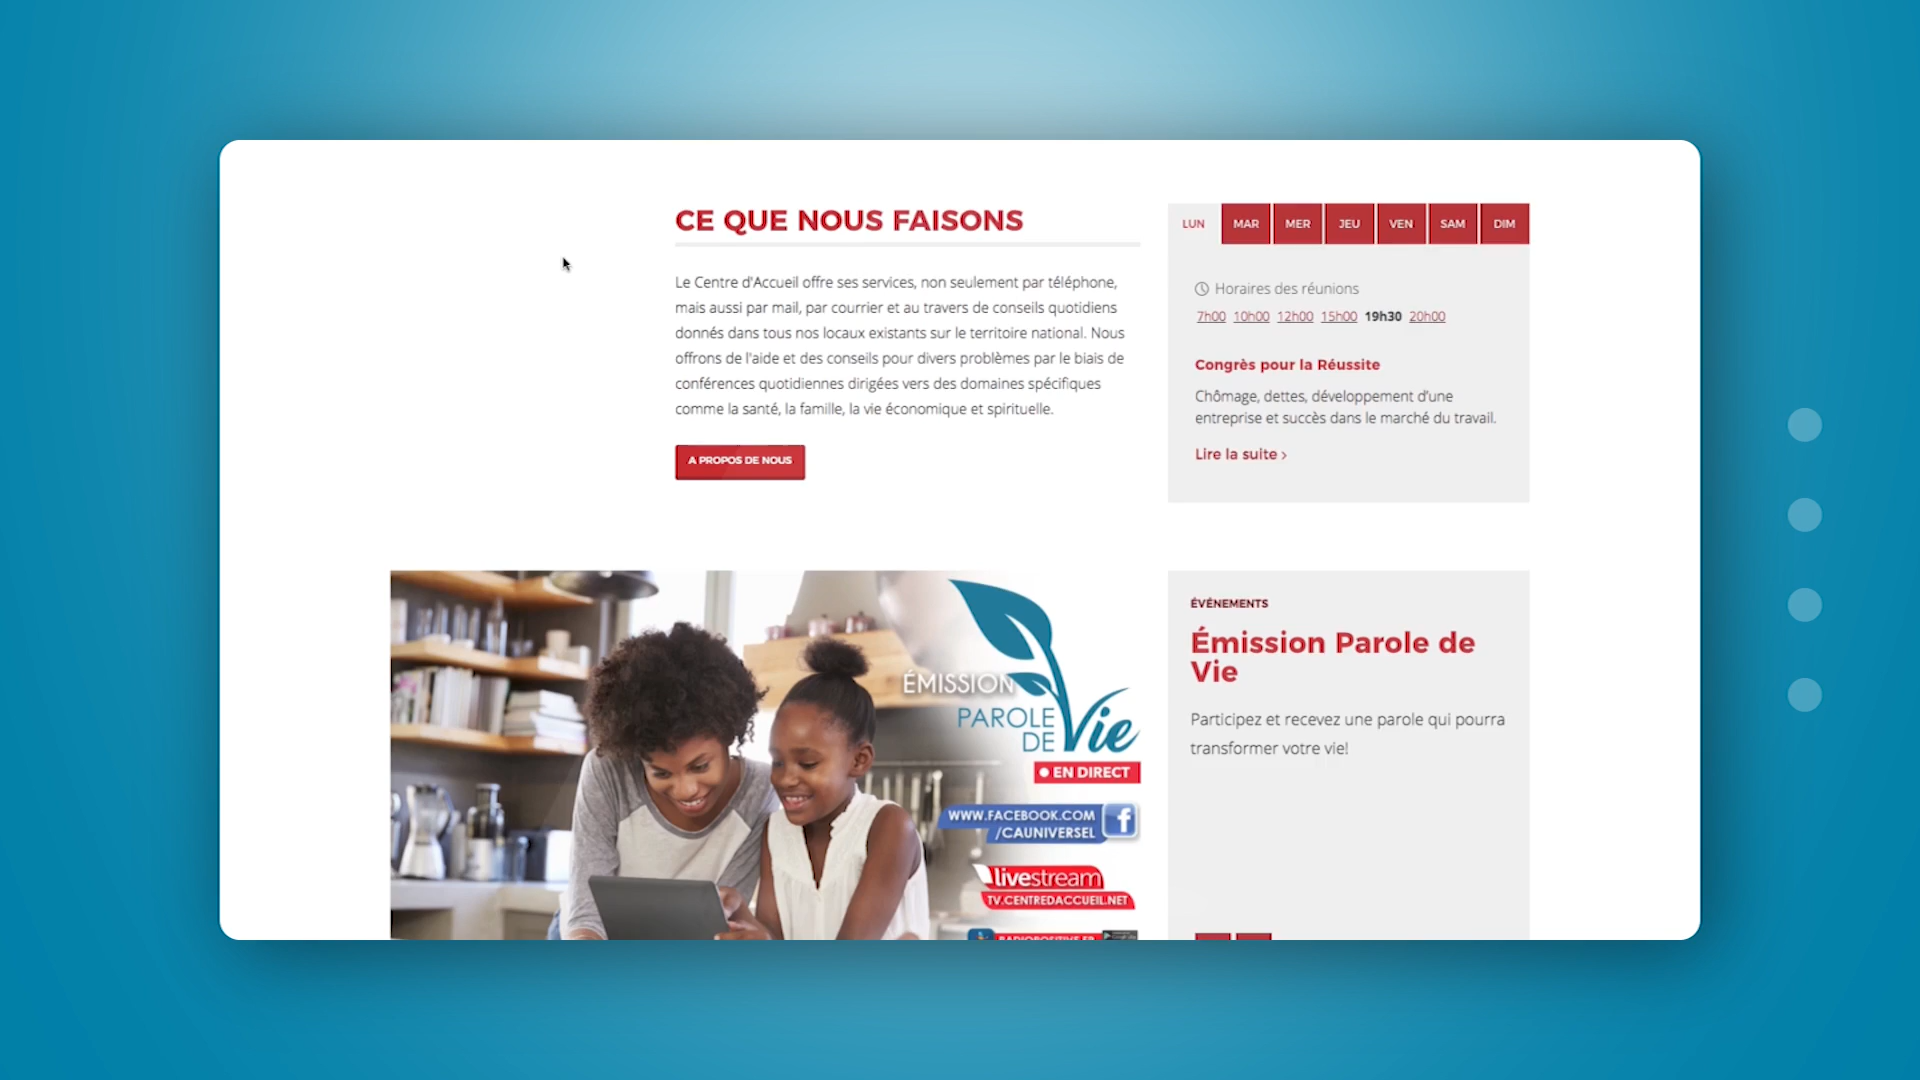 CE QUE NOUS FAISONS
Le Centre d'Accueil offre ses services, non seulement par téléphone,
mais aussi par mail, par courrier et au travers de conseils quotidiens
donnés dans tous nos locaux existants sur le territoire national. Nous
offrons de l'aide et des conseils pour divers problèmes par le biais de
conférences quotidiennes dirigées vers des domaines spécifiques
comme la santé, la famille, la vie économique et spirituelle.
A PROPOS DE NOUS
LUN MAR MER JEU VEN SAM DIM
Horaires des réunions
7h00 10h00 12h00 15h00 19h30 20h00
Congrès pour la Réussite
Chômage, dettes, développement d'une
entreprise et succès dans le marché du travail.
Lire la suite ›
ÉMISSION
PAROLE
DE Vie
EN DIRECT
WWW.FACEBOOK.COM
/CAUNIVERSEL
livestream
TV.CENTREDACCUEIL.NET
ÉVÉNEMENTS
Émission Parole de
Vie
Participez et recevez une parole qui pourra
transformer votre vie!